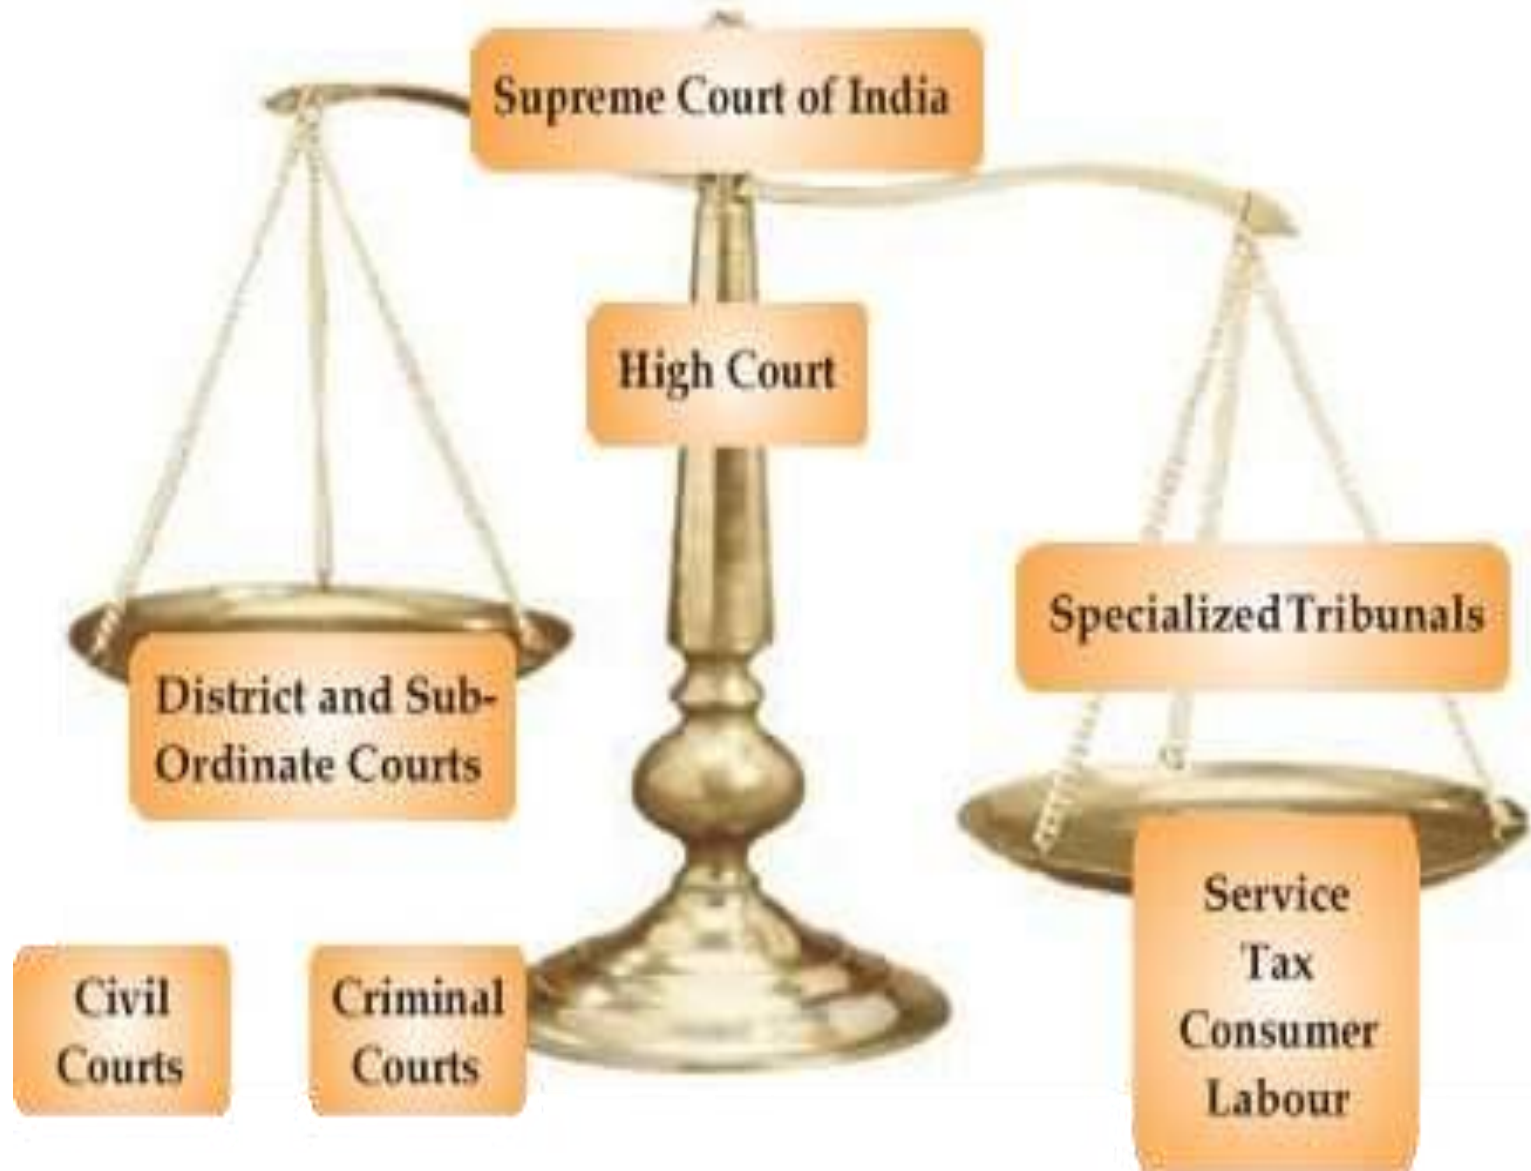 Supreme Court of India
High Court
Specialized Tribunals
District and Sub-
Ordinate Courts
Service
Tax
Consumer
Labour
Civil
Courts
Criminal
Courts